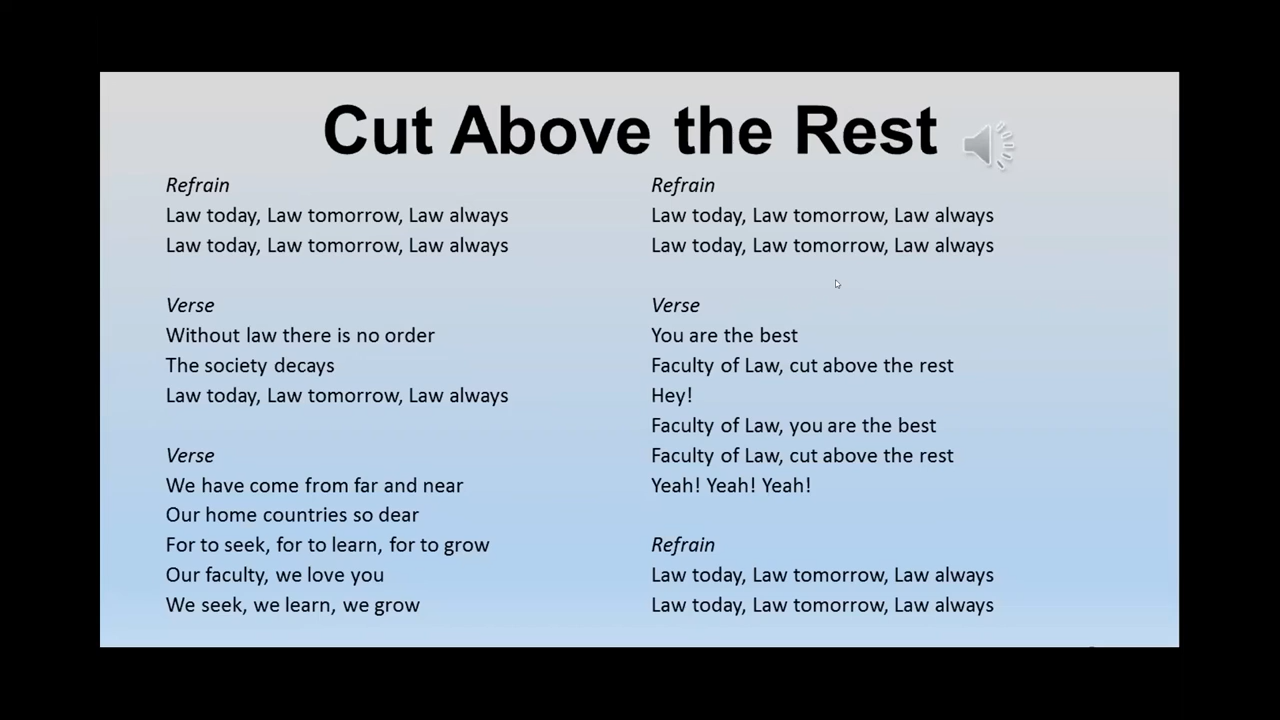 Cut Above the Rest
Refrain
Law today, Law tomorrow, Law always
Law today, Law tomorrow, Law always
Verse
Without law there is no order
The society decays
Law today, Law tomorrow, Law always
Verse
We have come from far and near
Our home countries so dear
For to seek, for to learn, for to grow
Our faculty, we love you
We seek, we learn, we grow
Refrain
Law today, Law tomorrow, Law always
Law today, Law tomorrow, Law always
Verse
You are the best
Faculty of Law, cut above the rest
Hey!
Faculty of Law, you are the best
Faculty of Law, cut above the rest
Yeah! Yeah! Yeah!
Refrain
Law today, Law tomorrow, Law always
Law today, Law tomorrow, Law always